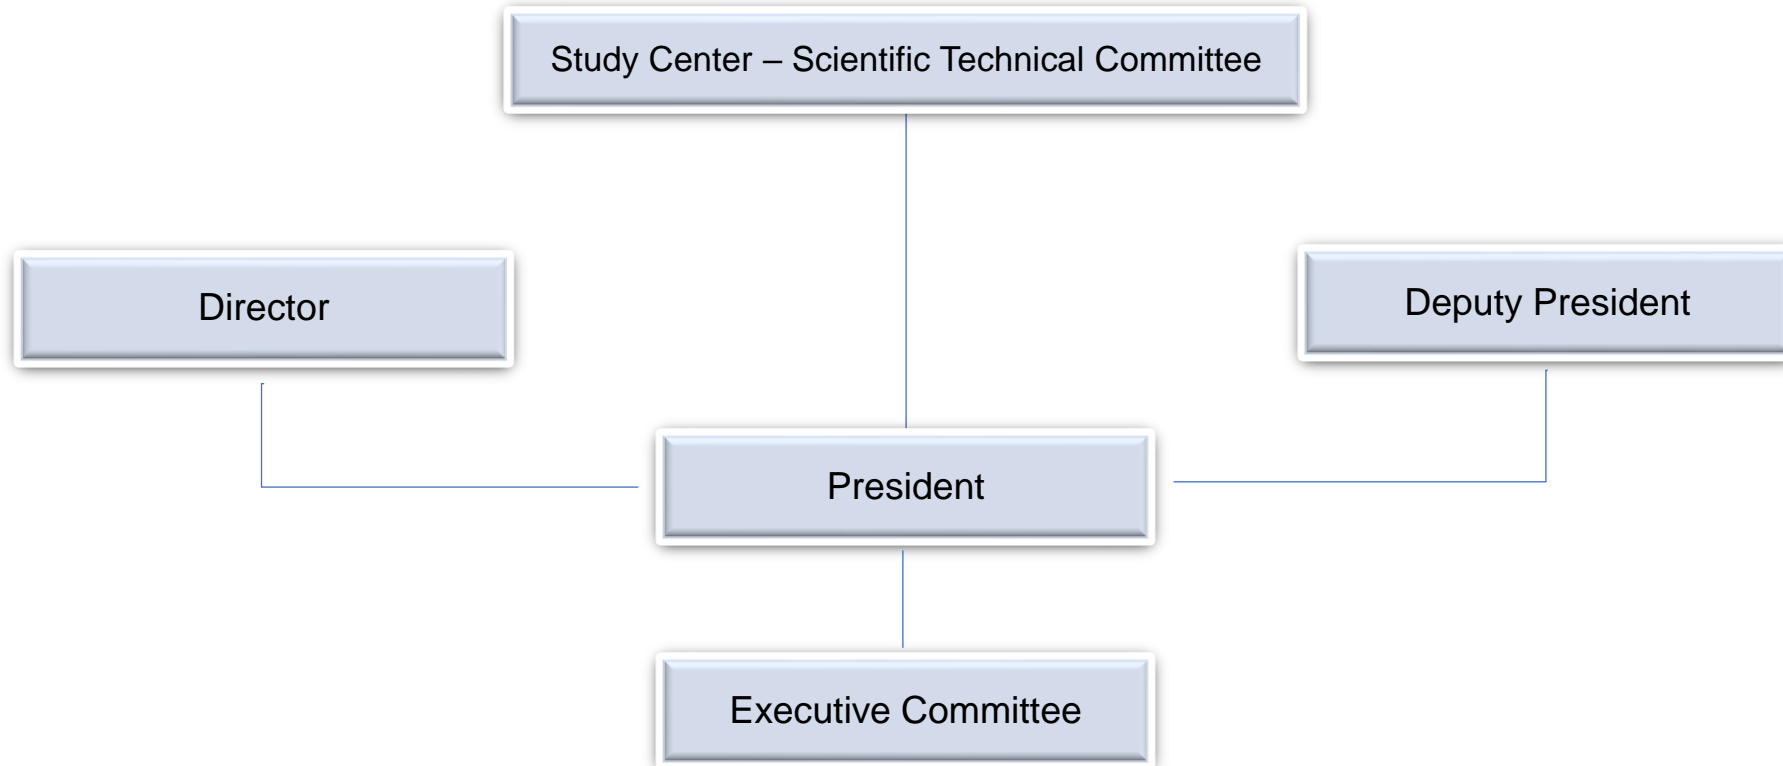 Study Center – Scientific Technical Committee
Director
Deputy President
President
Executive Committee